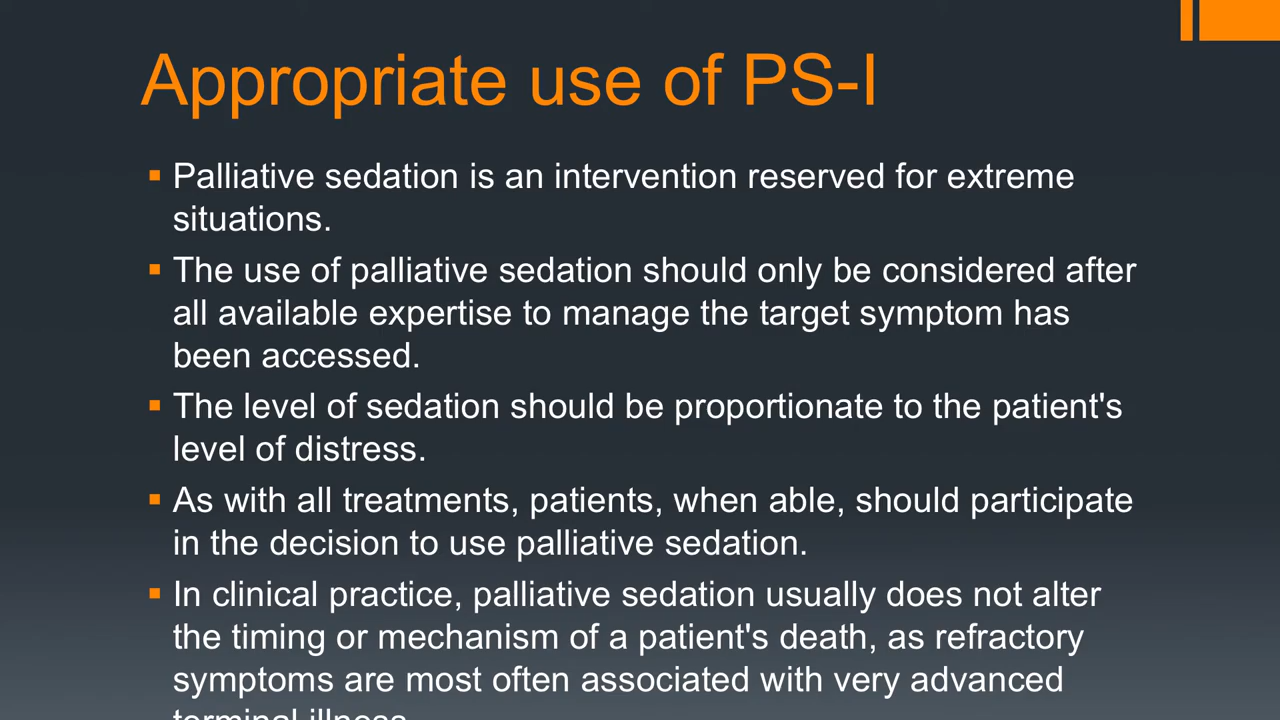 Appropriate use of PS-I
Palliative sedation is an intervention reserved for extreme
situations.
The use of palliative sedation should only be considered after
all available expertise to manage the target symptom has
been accessed.
The level of sedation should be proportionate to the patient's
level of distress.
As with all treatments, patients, when able, should participate
in the decision to use palliative sedation.
In clinical practice, palliative sedation usually does not alter
the timing or mechanism of a patient's death, as refractory
symptoms are most often associated with very advanced
terminal illness.